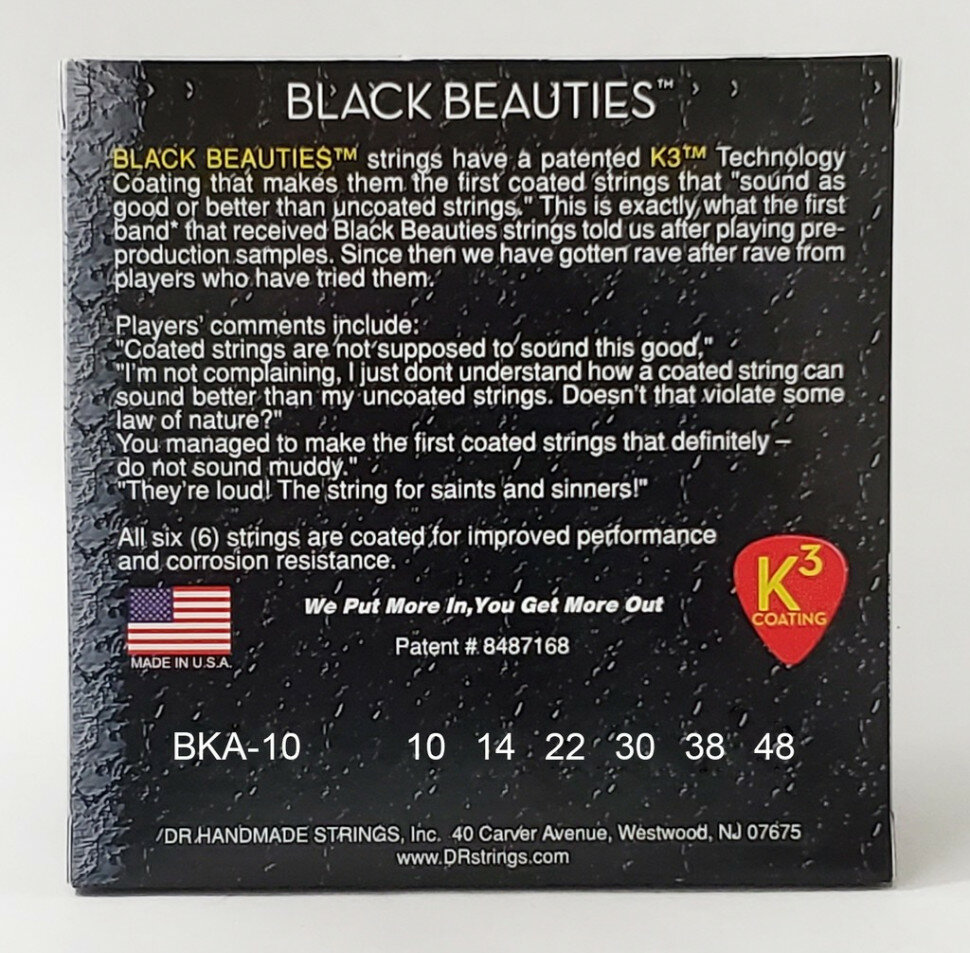 BLACK BEAUTIES™
BLACK BEAUTIES™ strings have a patented K3™ Technology
Coating that makes them the first coated strings that "sound as
good or better than uncoated strings." This is exactly what the first
band* that received Black Beauties strings told us after playing pre-
production samples. Since then we have gotten rave after rave from
players who have tried them.
Players' comments include:
"Coated strings are not supposed to sound this good,"
"I'm not complaining, I just dont understand how a coated string can
sound better than my uncoated strings. Doesn't that violate some
law of nature?"
You managed to make the first coated strings that definitely –
do not sound muddy."
"They're loud! The string for saints and sinners!"
All six (6) strings are coated for improved performance
and corrosion resistance.
K3
COATING
We Put More In,You Get More Out
Patent # 8487168
MADE IN U.S.A.
BKA-10 10 14 22 30 38 48
DR HANDMADE STRINGS, Inc. 40 Carver Avenue, Westwood, NJ 07675
www.DRstrings.com